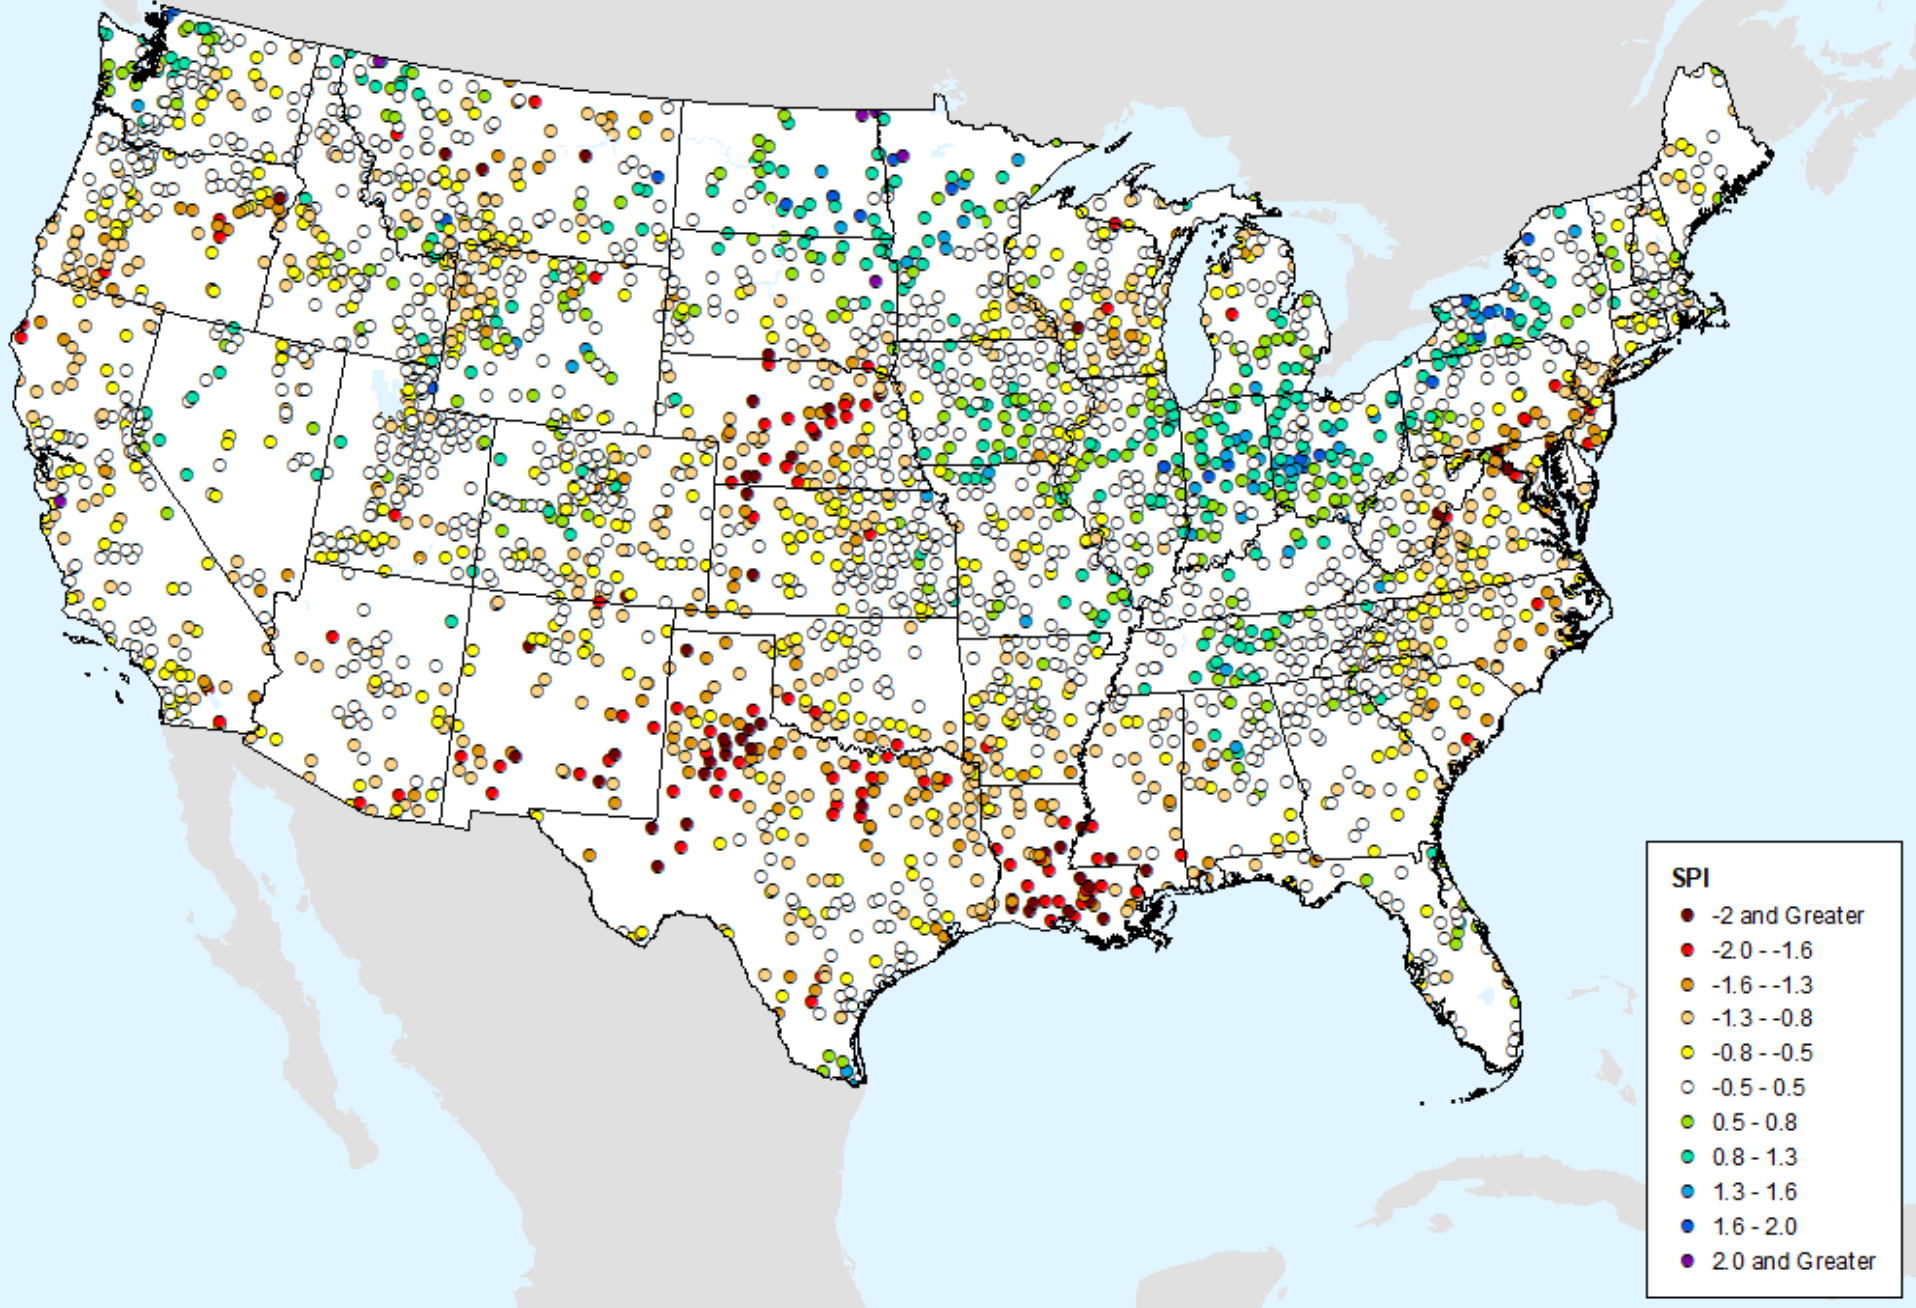 SPI
-2 and Greater
-2.0 - -1.6
-1.6 - -1.3
-1.3 - -0.8
-0.8 - -0.5
-0.5 - 0.5
0.5 - 0.8
0.8 - 1.3
1.3 - 1.6
1.6 - 2.0
2.0 and Greater